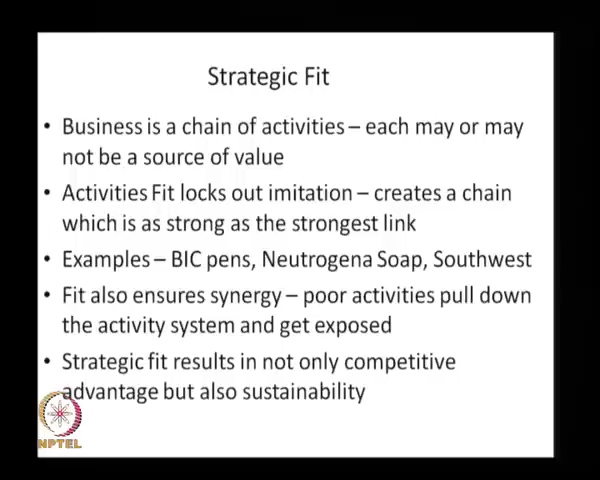 Strategic Fit
• Business is a chain of activities – each may or may
not be a source of value
• Activities Fit locks out imitation – creates a chain
which is as strong as the strongest link
• Examples – BIC pens, Neutrogena Soap, Southwest
• Fit also ensures synergy – poor activities pull down
the activity system and get exposed
• Strategic fit results in not only competitive
advantage but also sustainability
NPTEL